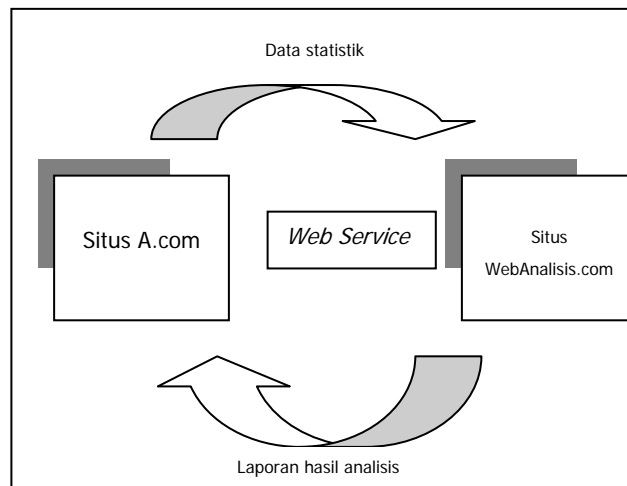 Data statistik
Situs A.com
Web Service
Situs
WebAnalisis.com
Laporan hasil analisis